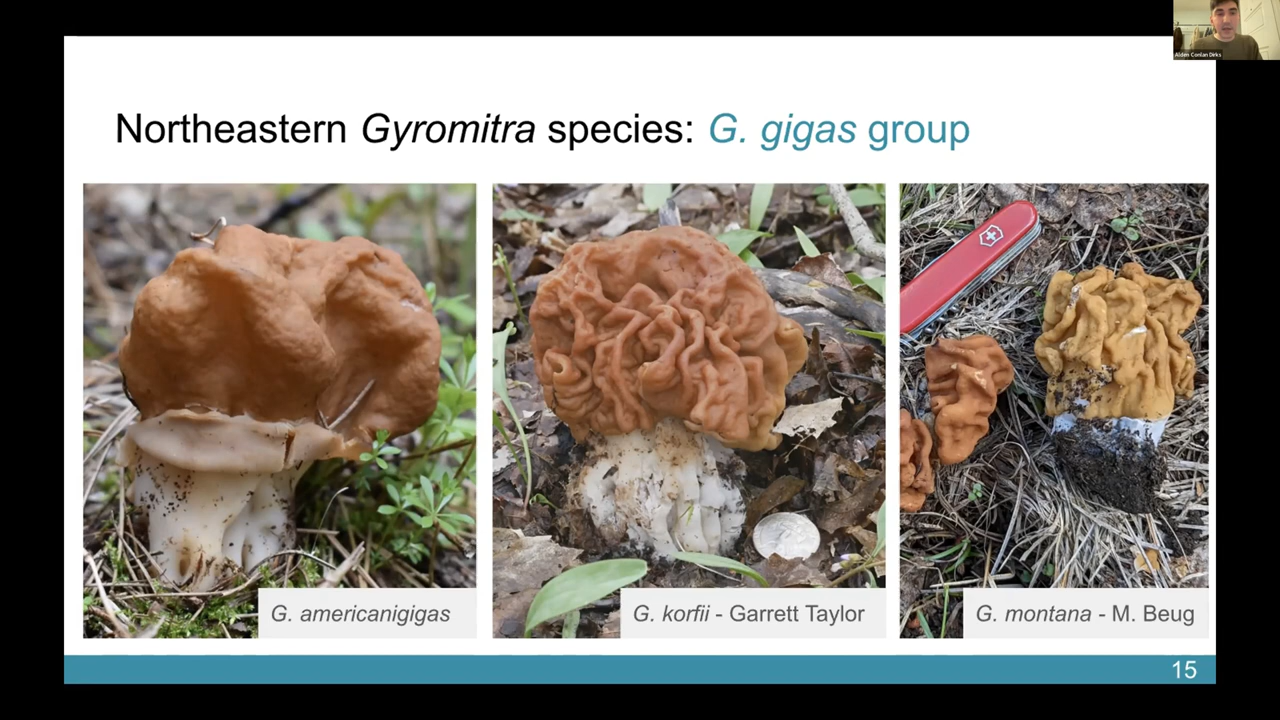 Alden Conlan Dirks
Northeastern Gyromitra species: G. gigas group
G. americanigigas
G. korfii - Garrett Taylor
G. montana - M. Beug
15